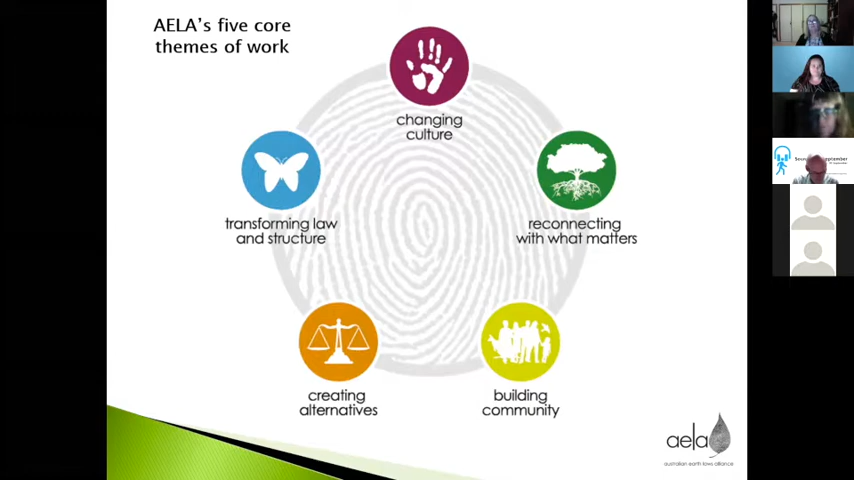 AELA's five core
themes of work
changing
culture
transforming law
and structure
reconnecting
with what matters
creating
alternatives
building
community
aela
australian earth laws alliance